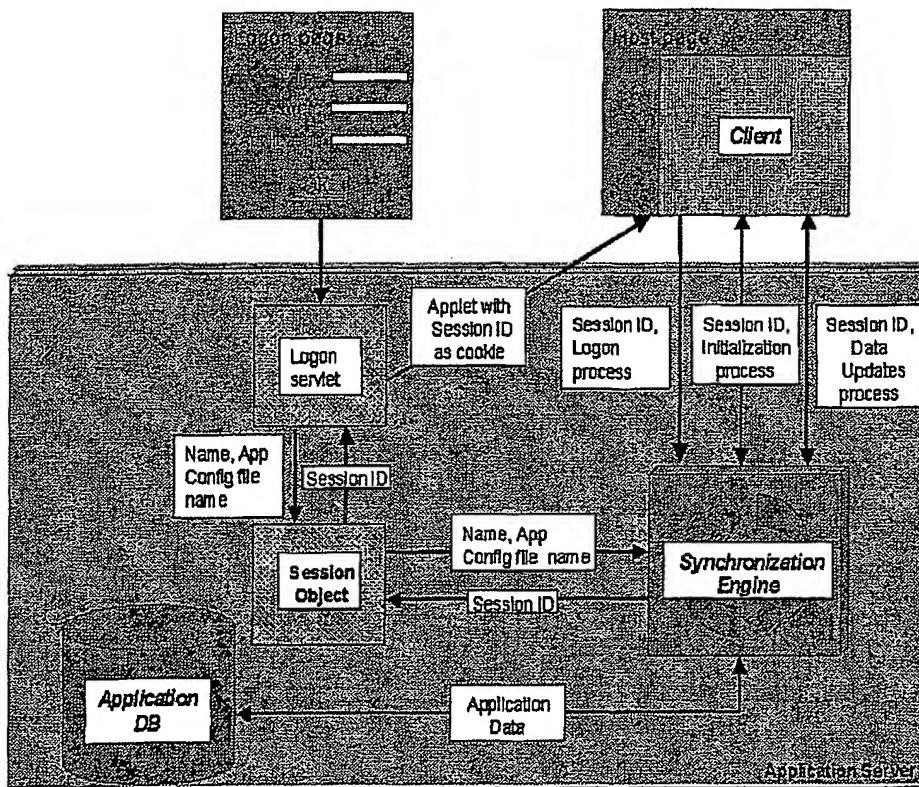 Logon page
Host page
Client
Applet with
Session ID
as cookie
Session ID,
Logon
process
Session ID,
Initialization
process
Session ID,
Data
Updates
process
Logon
servlet
Name, App
Config file
name
Session ID
Session
Object
Name, App
Config file name
Session ID
Synchronization
Engine
Application
DB
Application
Data
Application Server